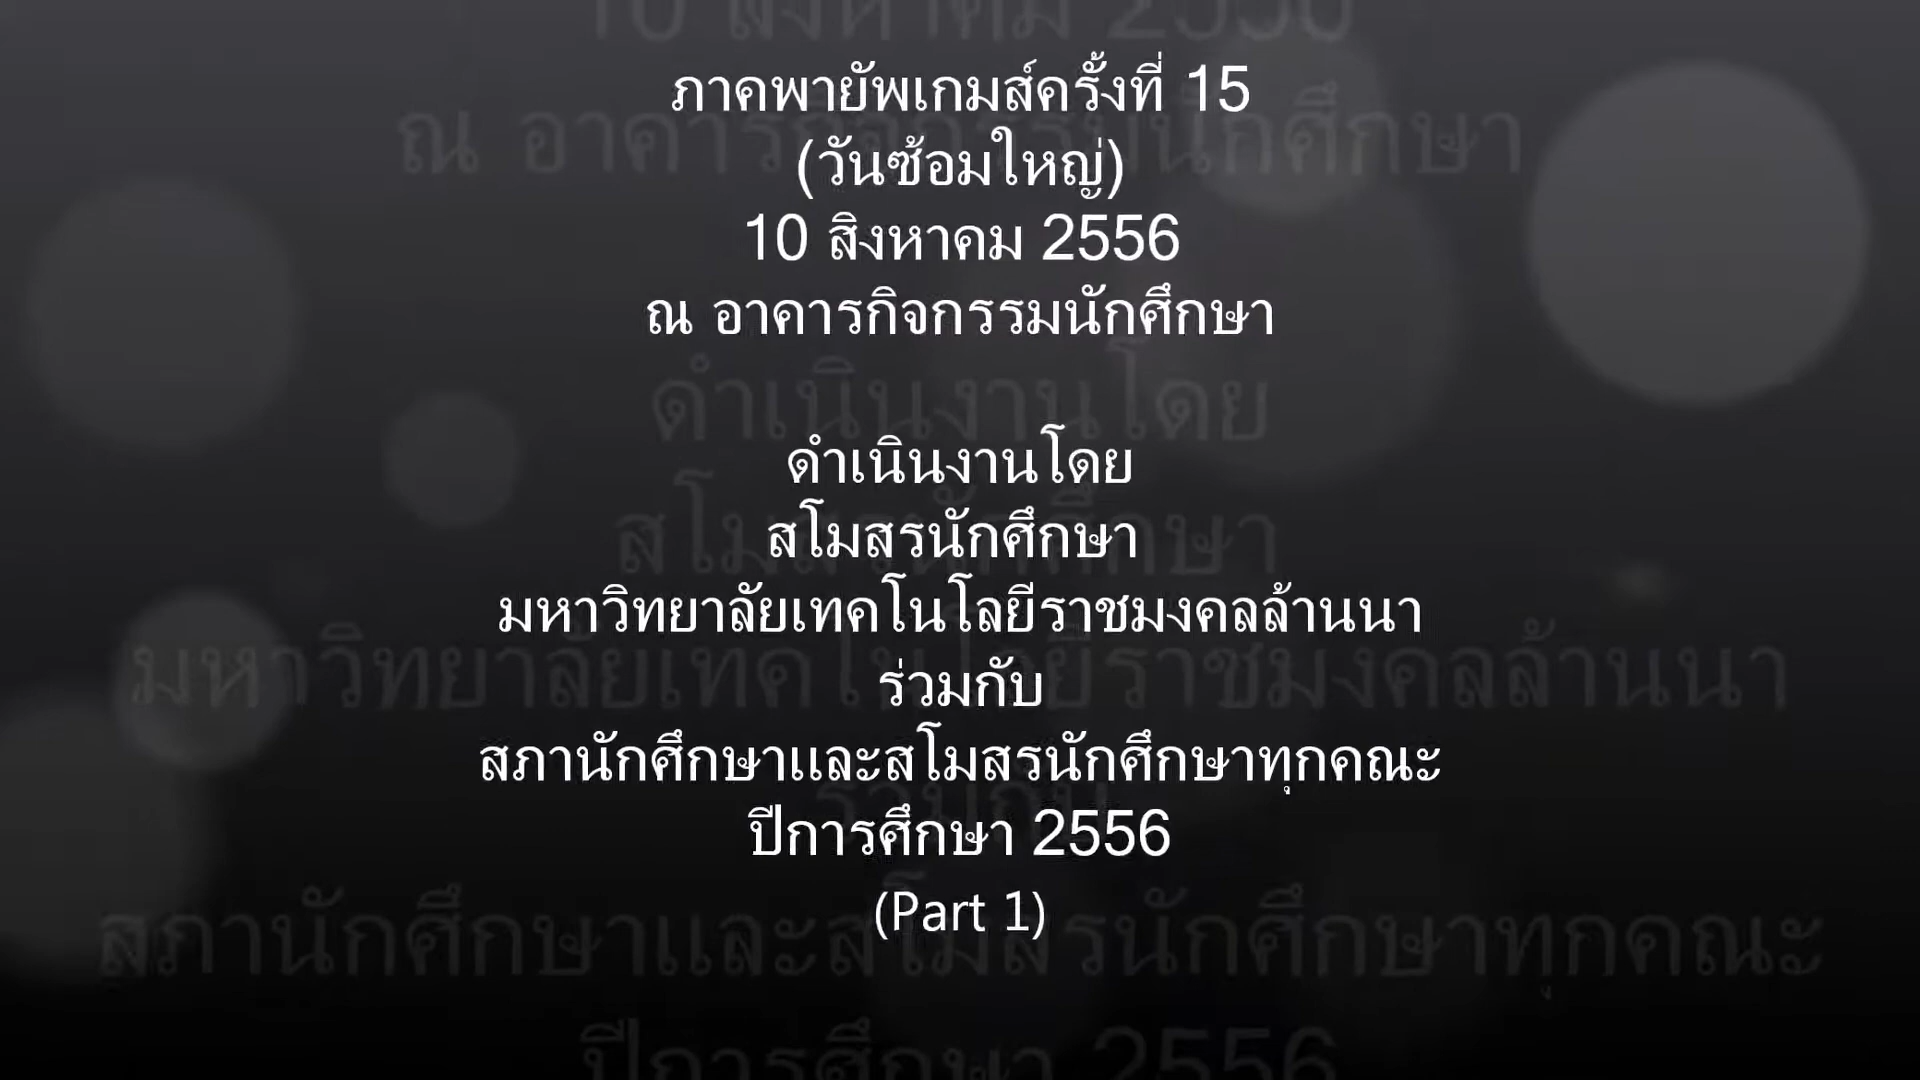 ภาคพายัพเกมส์ครั้งที่ 15
(วันซ้อมใหญ่)
10 สิงหาคม 2556
ณ อาคารกิจกรรมนักศึกษา
ดำเนินงานโดย
สโมสรนักศึกษา
มหาวิทยาลัยเทคโนโลยีราชมงคลล้านนา
ร่วมกับ
สภานักศึกษาและสโมสรนักศึกษาทุกคณะ
ปีการศึกษา 2556
(Part 1)